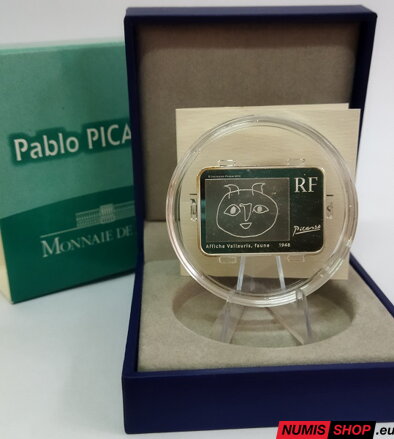 Pablo PICA
MONNAIE DE
RF
Picasso
Affiche Vallauris, faune 1948
NUMIS SHOP.eu